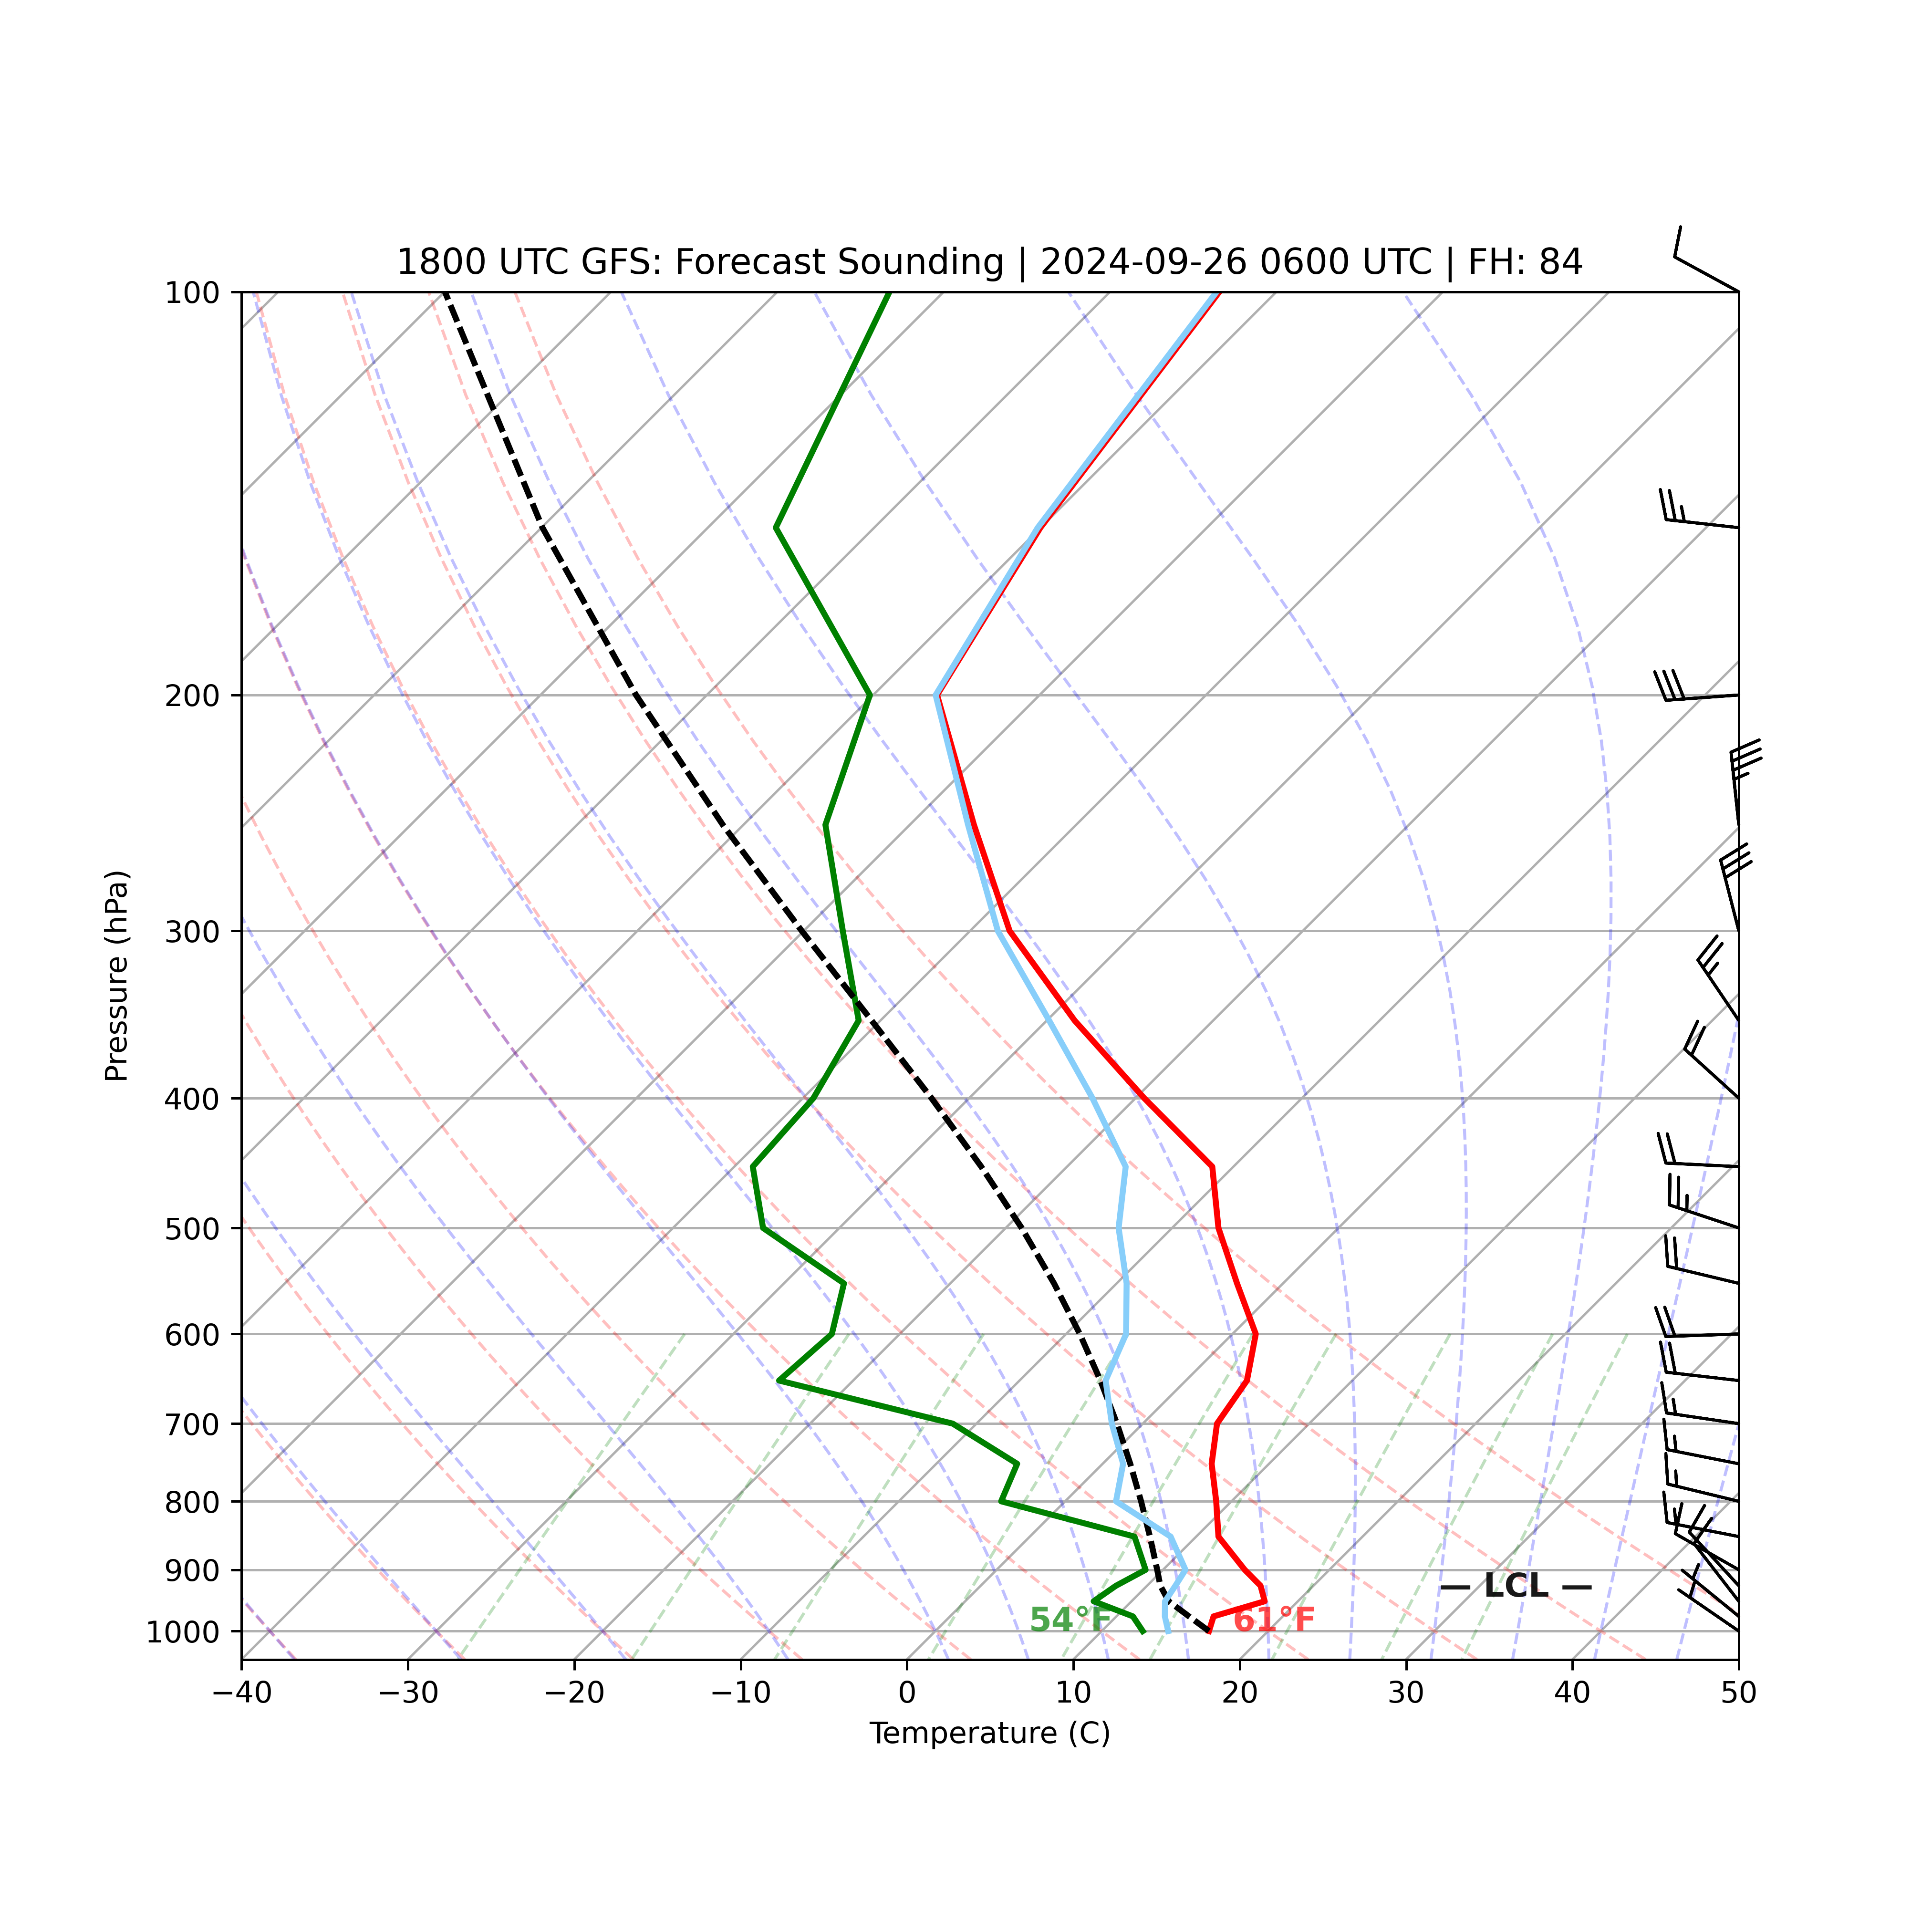 1800 UTC GFS: Forecast Sounding | 2024-09-26 0600 UTC | FH: 84
100
200
300
400
500
600
700
800
900
1000
Pressure (hPa)
— LCL —
54°F
61°F
−40 −30 −20 −10 0 10 20 30 40 50
Temperature (C)